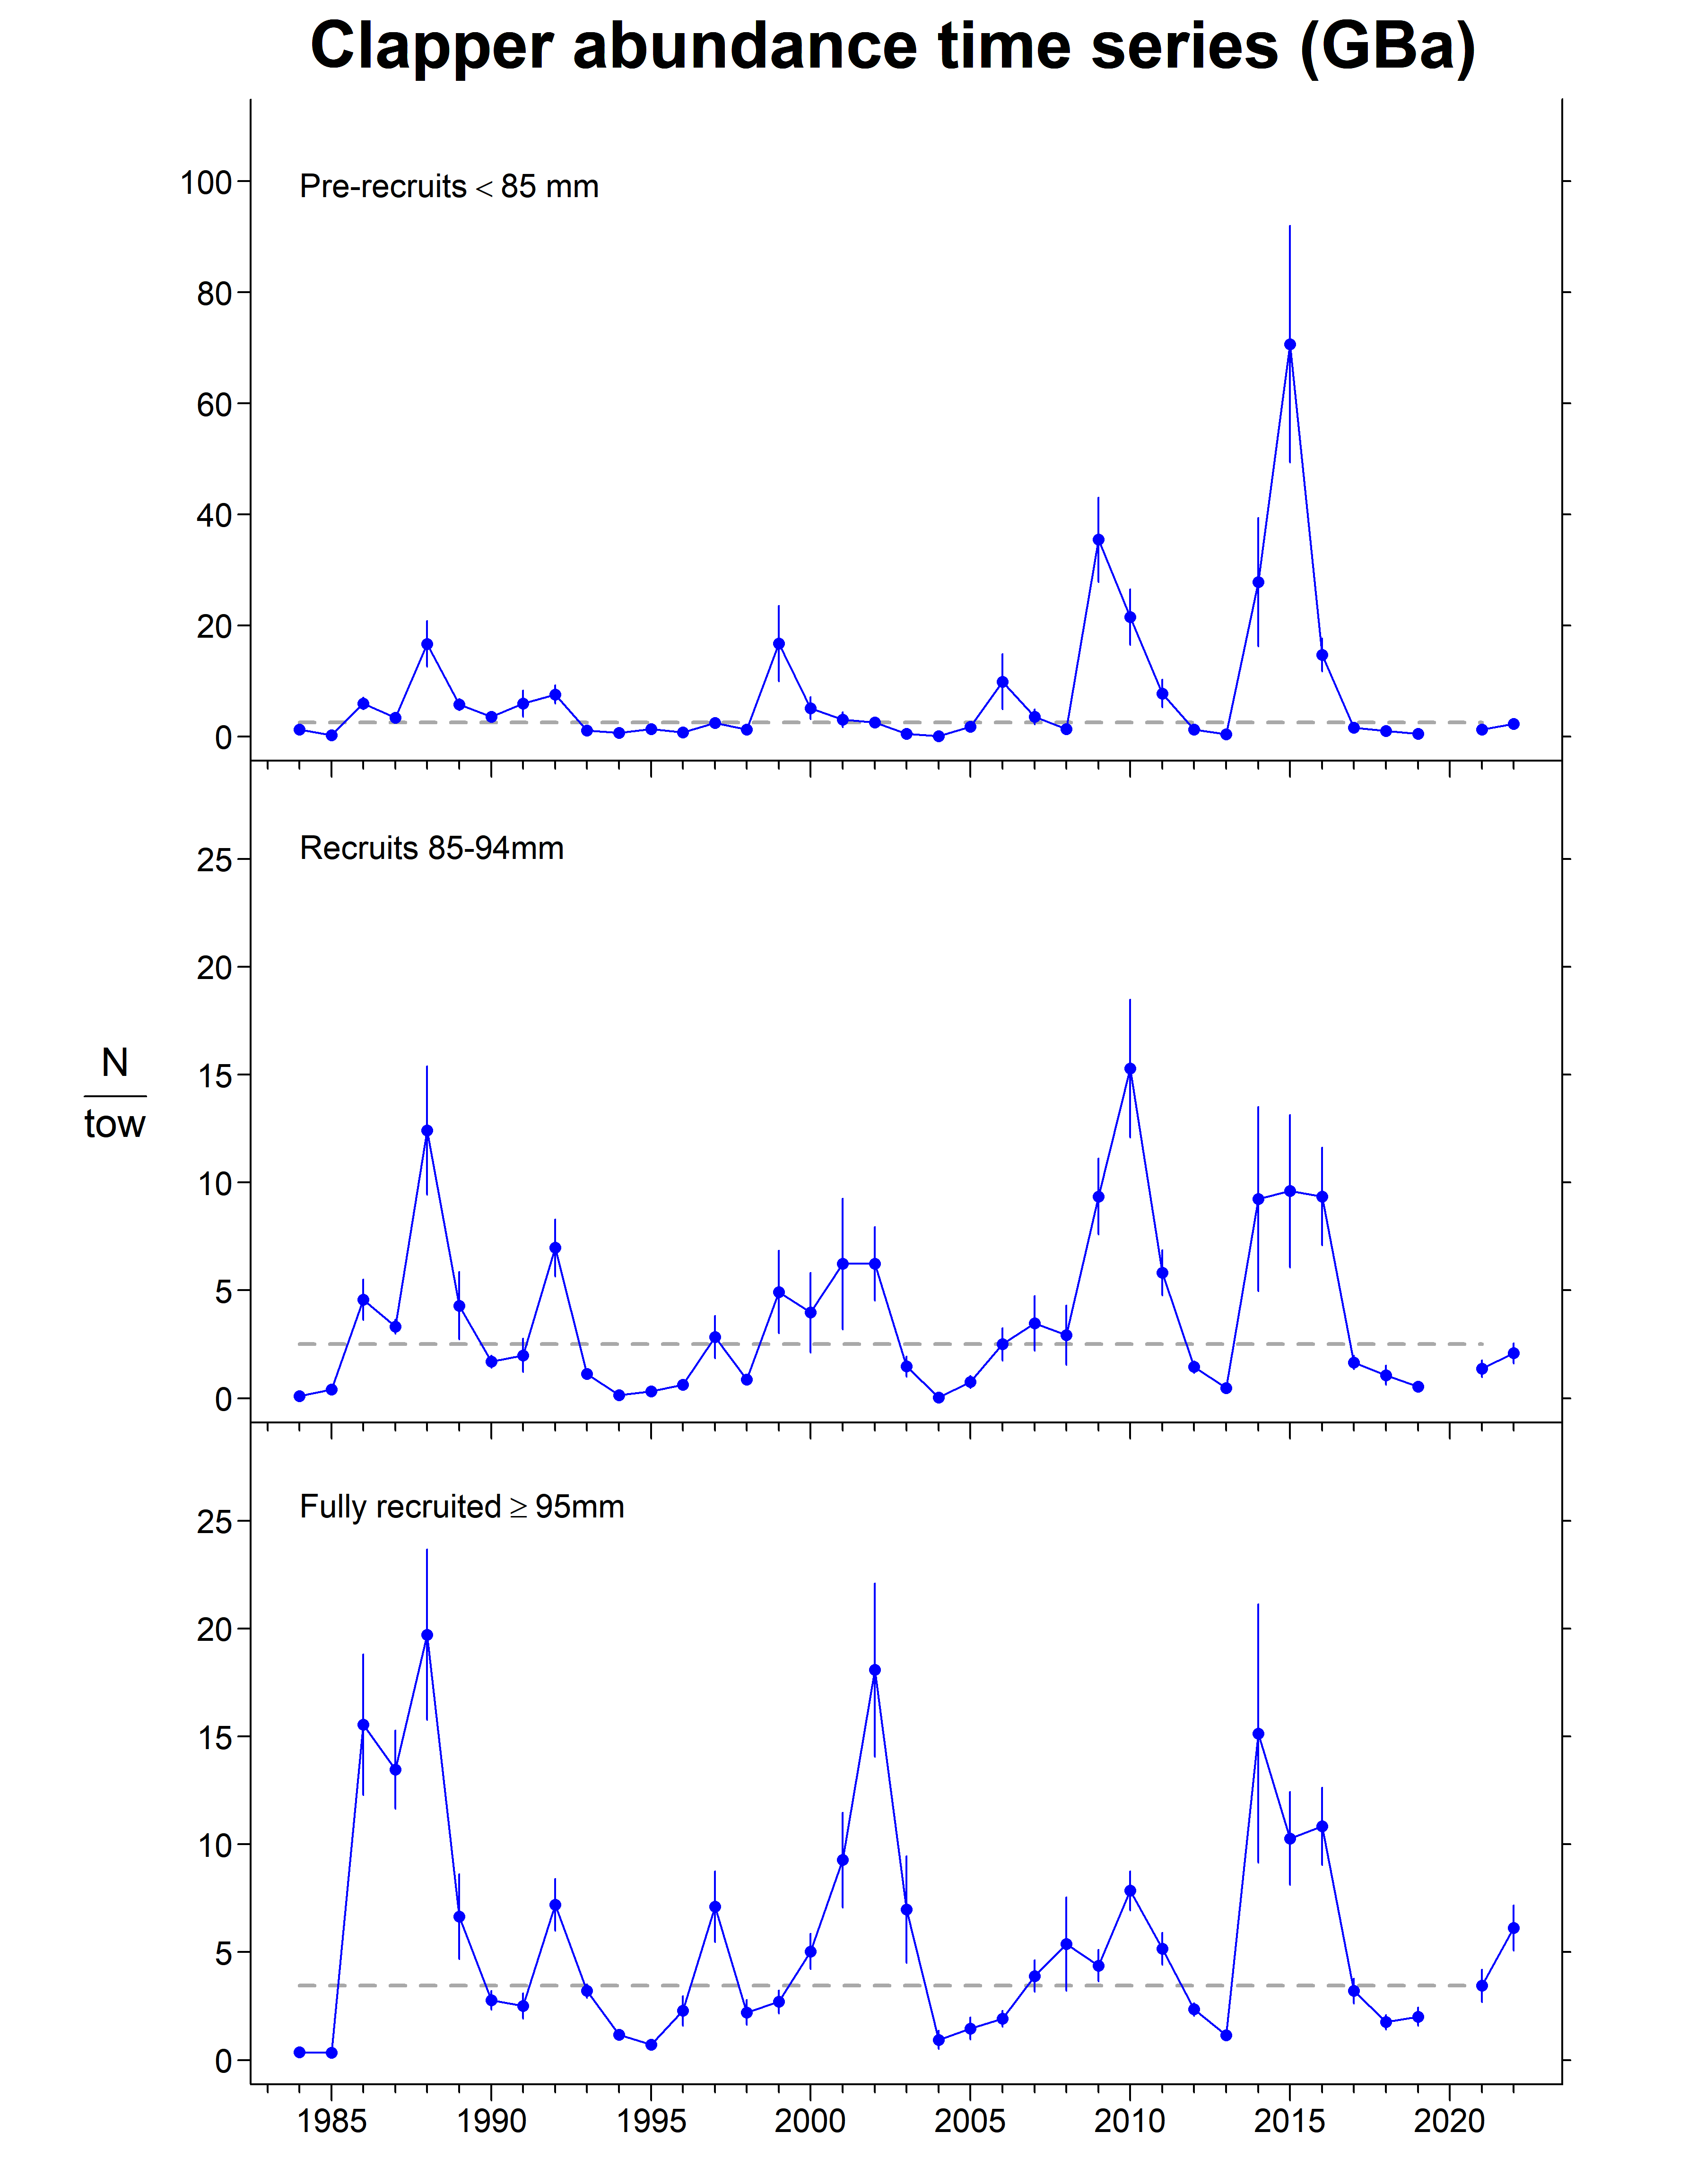 Clapper abundance time series (GBa)
Pre-recruits < 85 mm
100
80
60
40
20
0
Recruits 85-94mm
25
20
15
10
5
0
N
tow
Fully recruited ≥ 95mm
25
20
15
10
5
0
1985 1990 1995 2000 2005 2010 2015 2020